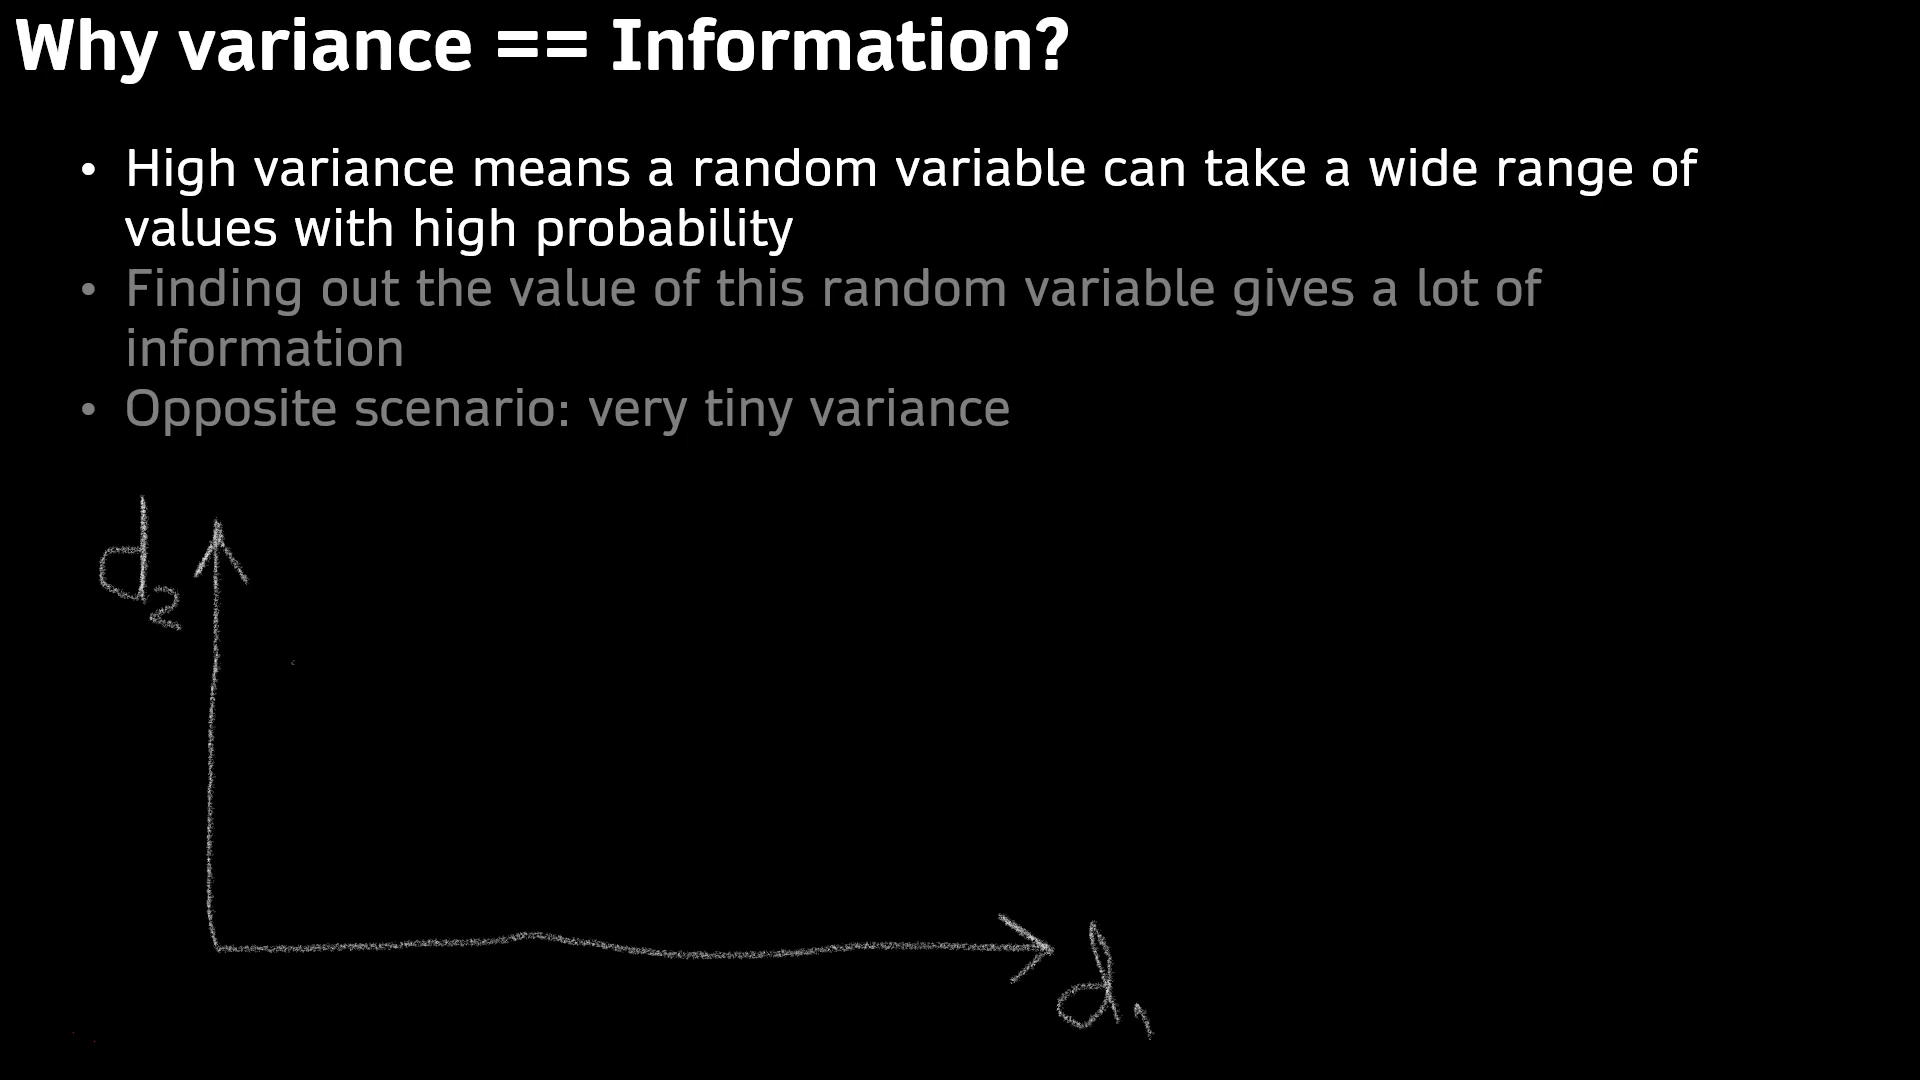 Why variance == Information?
• High variance means a random variable can take a wide range of
values with high probability
• Finding out the value of this random variable gives a lot of
information
• Opposite scenario: very tiny variance
d2
d1